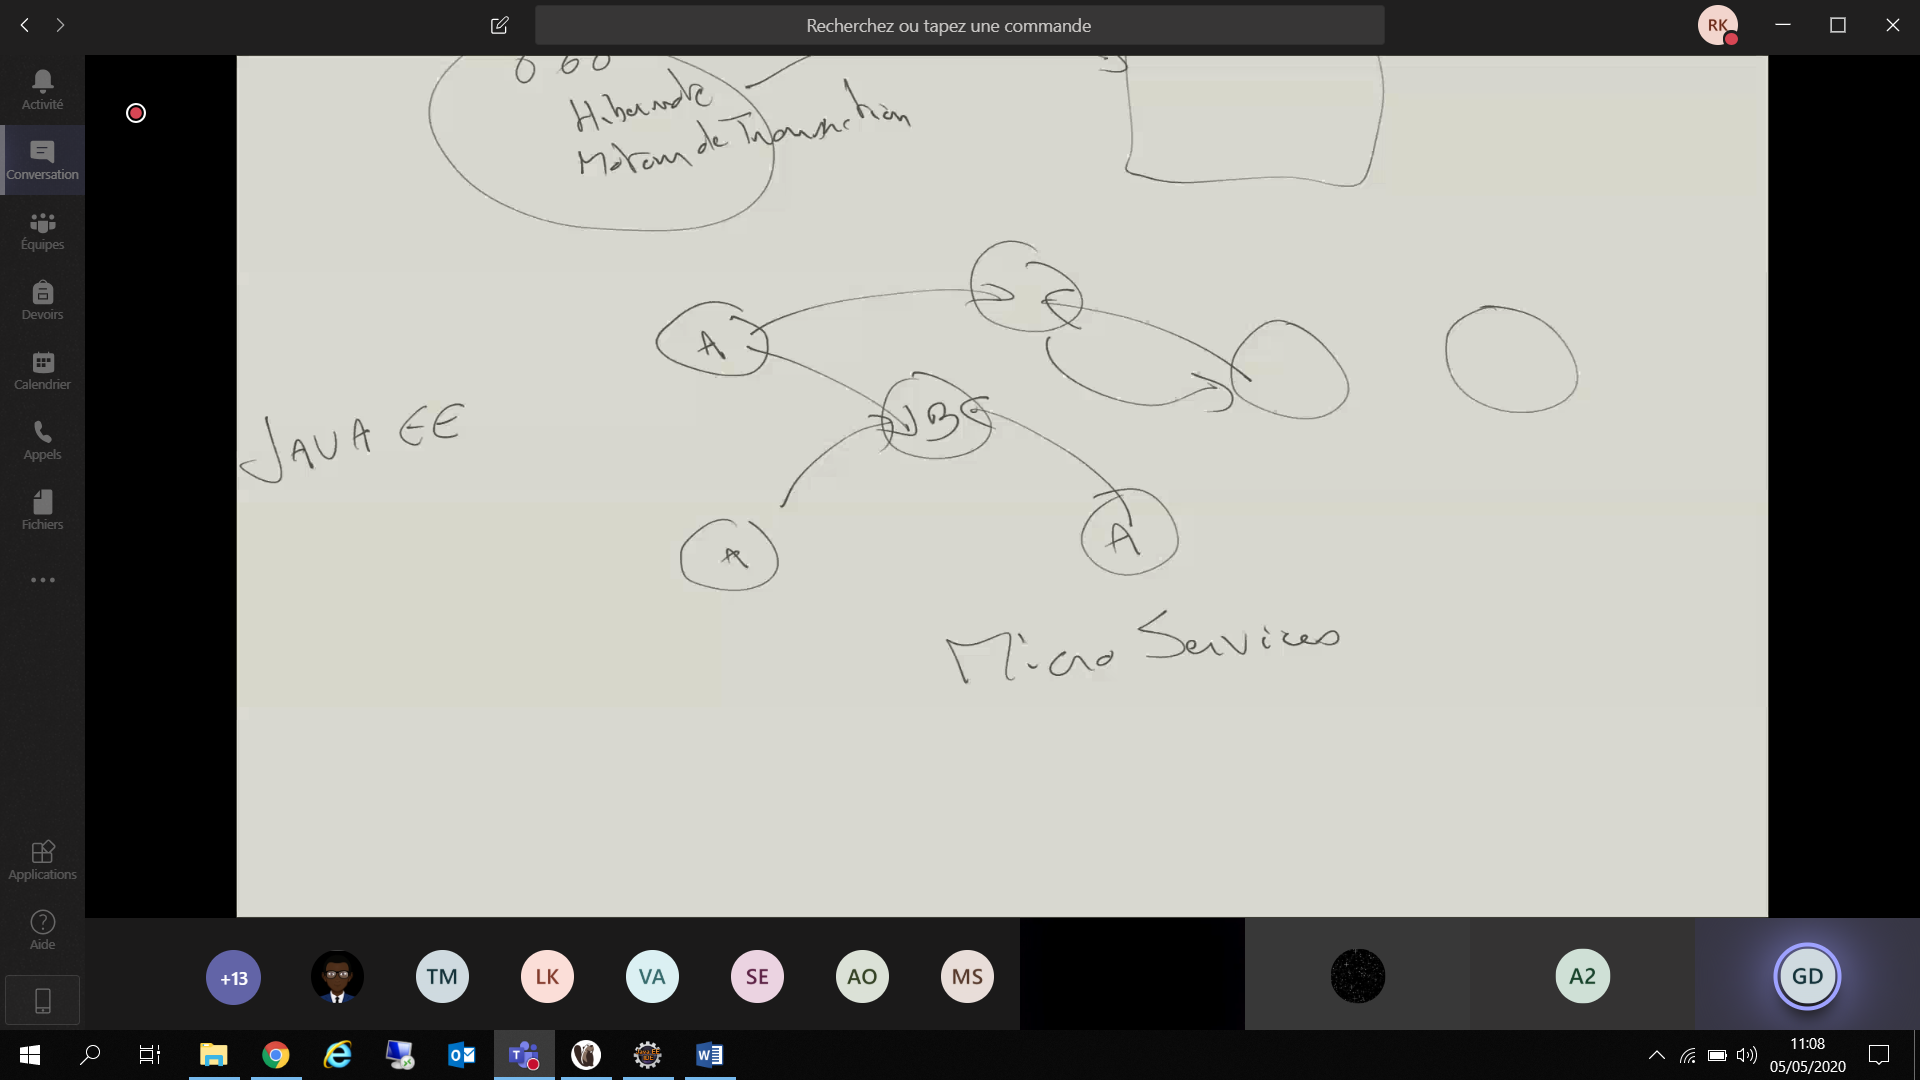 Recherchez ou tapez une commande
RK
Activité
Conversation
Équipes
Devoirs
Calendrier
Appels
Fichiers
Applications
Aide
Hibernate
Moteur de Transaction
A
B
JAVA EE
A
A
Micro Services
+13
TM
LK
VA
SE
AO
MS
A2
GD
11:08
05/05/2020